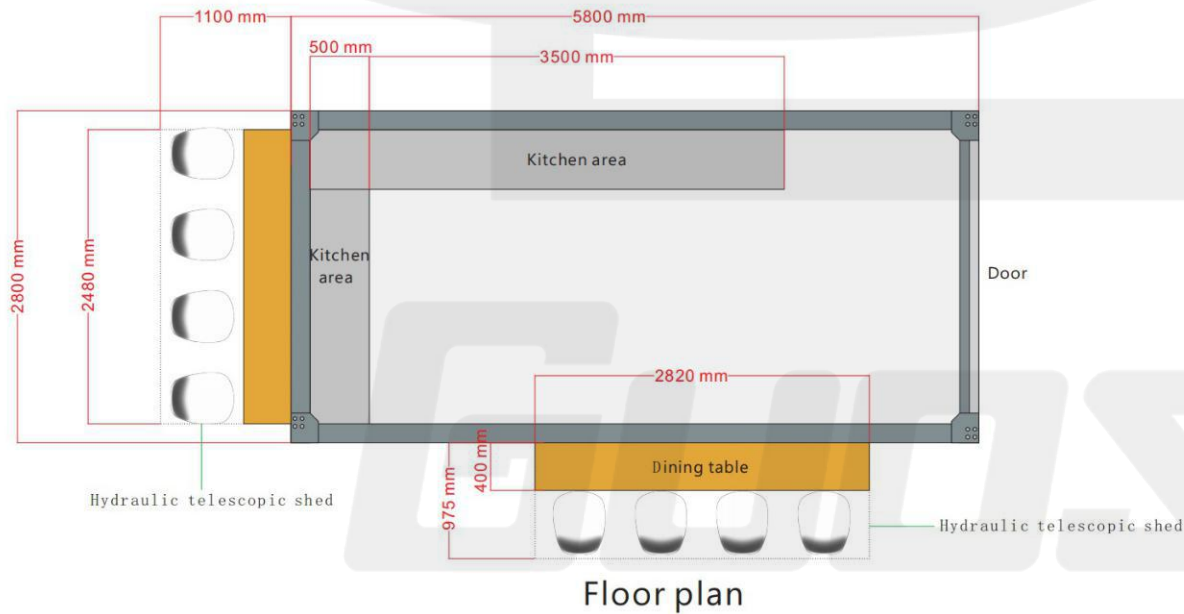 1100 mm
5800 mm
500 mm
3500 mm
Kitchen area
2800 mm
2480 mm
Kitchen
area
Door
2820 mm
975 mm
400 mm
Dining table
Hydraulic telescopic shed
Hydraulic telescopic shed
Floor plan